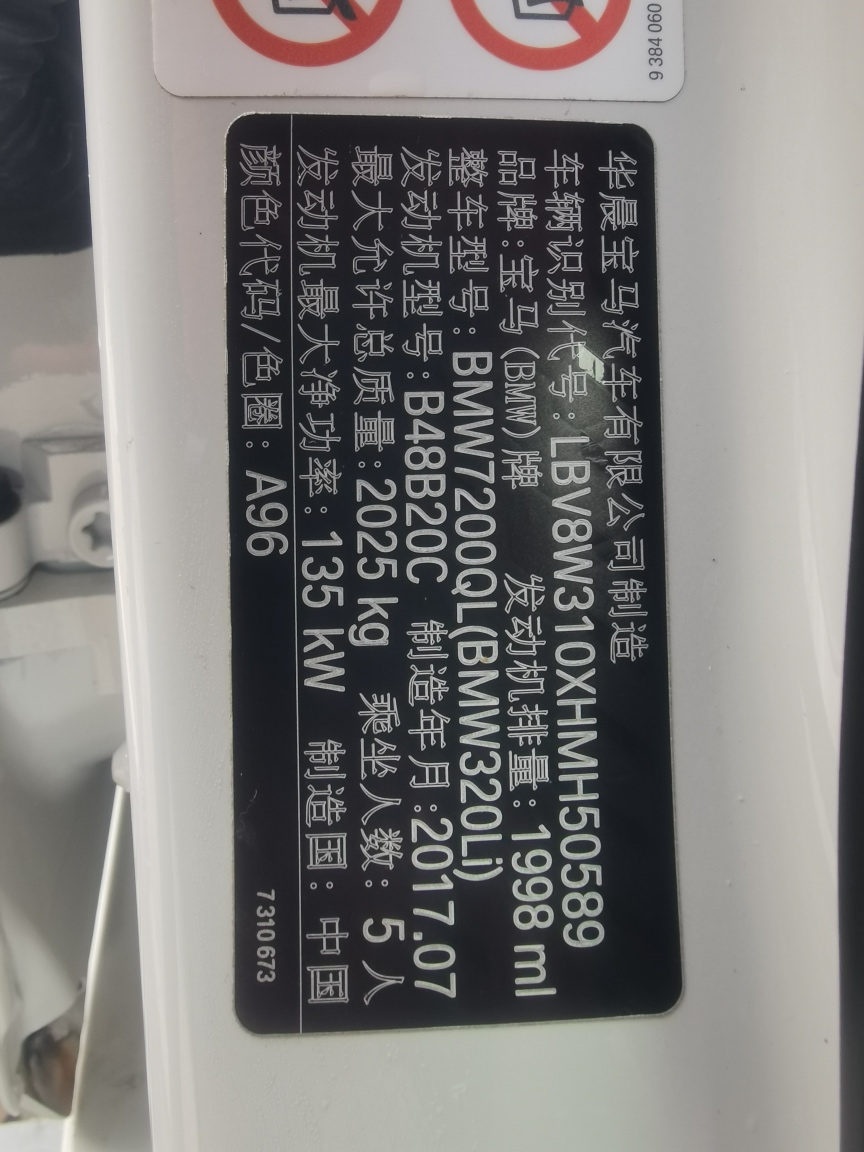 9 384 060
华晨宝马汽车有限公司制造
车辆识别代号：LBV8W310XHMH50589
品牌：宝马(BMW)牌 发动机排量：1998 ml
整车型号：BMW7200QL(BMW320Li)
发动机型号：B48B20C 制造年月：2017.07
最大允许总质量：2025 kg 乘坐人数：5人
发动机最大净功率：135 kW 制造国：中国
颜色代码/色圈：A96 7310673